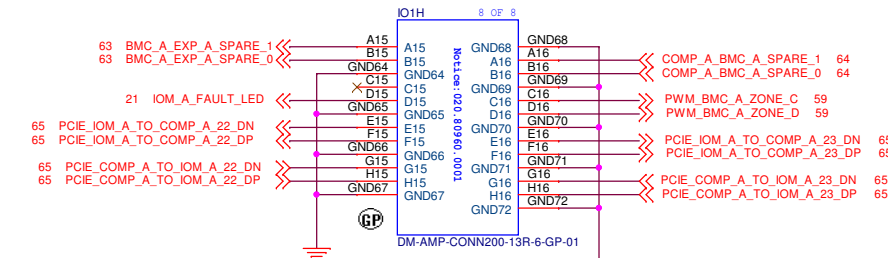 IO1H 8 OF 8
A15 GND68
63 BMC_A_EXP_A_SPARE_1 A15 GND68 A16
B15 A16 COMP_A_BMC_A_SPARE_1 64
63 BMC_A_EXP_A_SPARE_0 B15 B16
GND64 B16 COMP_A_BMC_A_SPARE_0 64
GND64 GND69
C15 GND69
C15 C16
D15 C16 PWM_BMC_A_ZONE_C 59
21 IOM_A_FAULT_LED D15 D16
GND65 D16 PWM_BMC_A_ZONE_D 59
GND65 GND70
E15 GND70
65 PCIE_IOM_A_TO_COMP_A_22_DN E15 E16
F15 E16 PCIE_IOM_A_TO_COMP_A_23_DN 65
65 PCIE_IOM_A_TO_COMP_A_22_DP F15 F16
GND66 F16 PCIE_IOM_A_TO_COMP_A_23_DP 65
GND66 GND71
G15 GND71
65 PCIE_COMP_A_TO_IOM_A_22_DN G15 G16
H15 G16 PCIE_COMP_A_TO_IOM_A_23_DN 65
65 PCIE_COMP_A_TO_IOM_A_22_DP H15 H16
GND67 H16 PCIE_COMP_A_TO_IOM_A_23_DP 65
GND67 GND72
GND72
Notice:020.80960.0001
GP
DM-AMP-CONN200-13R-6-GP-01